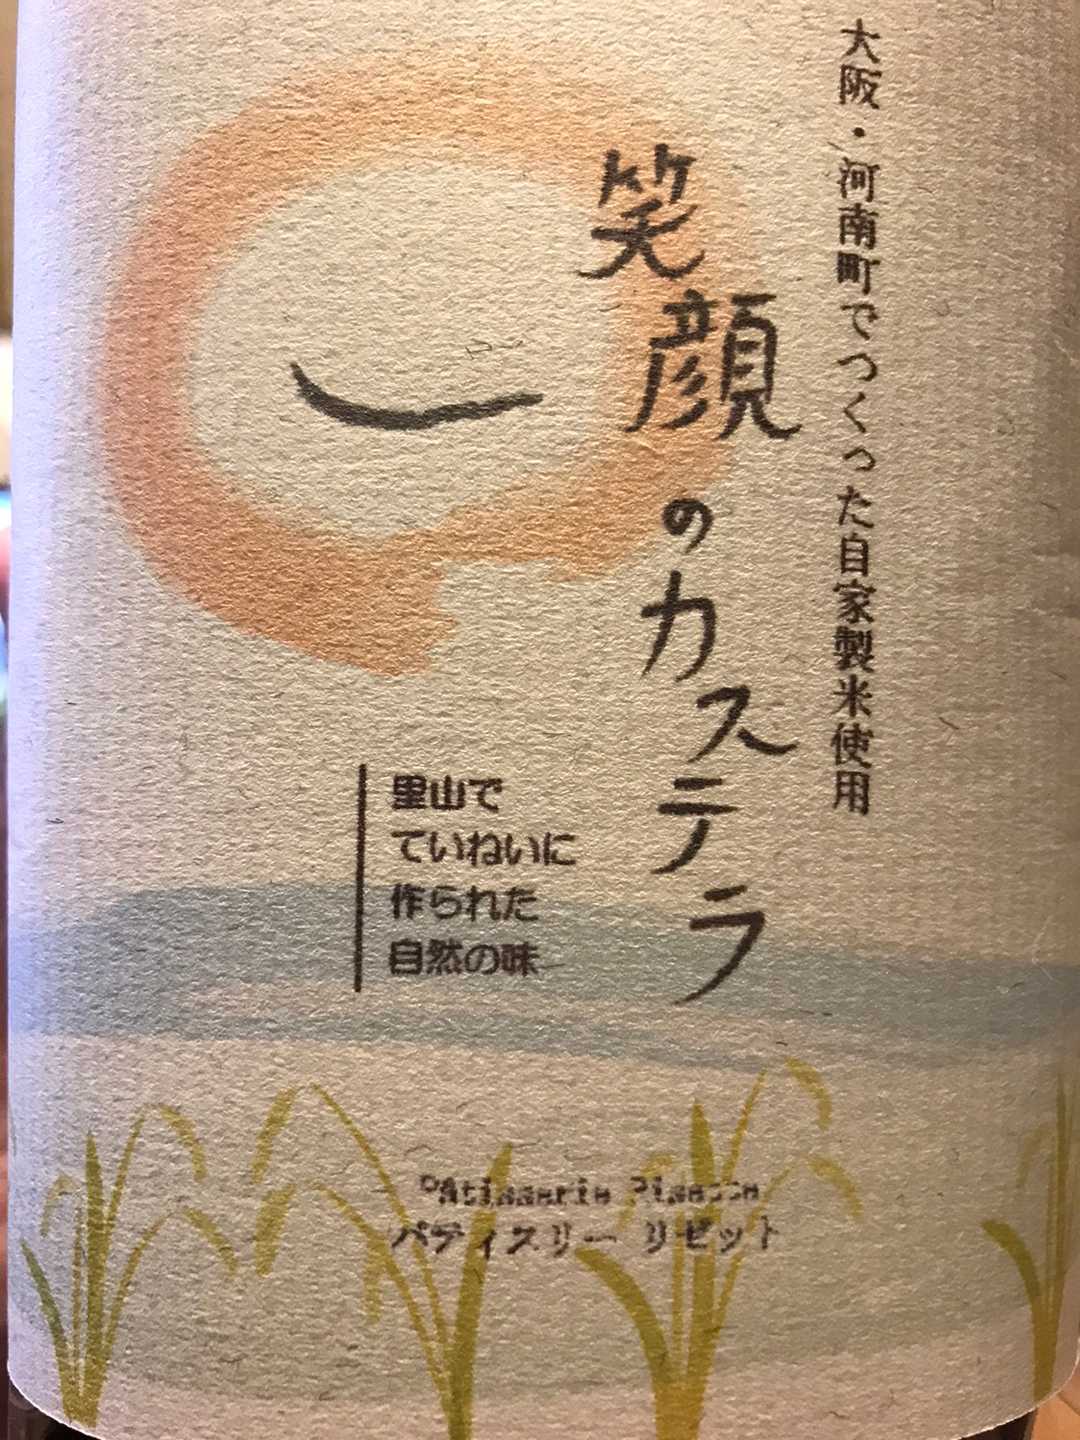 大阪・河南町でつくった自家製米使用
笑顔のカステラ
里山で
ていねいに
作られた
自然の味
パティスリー リゼット